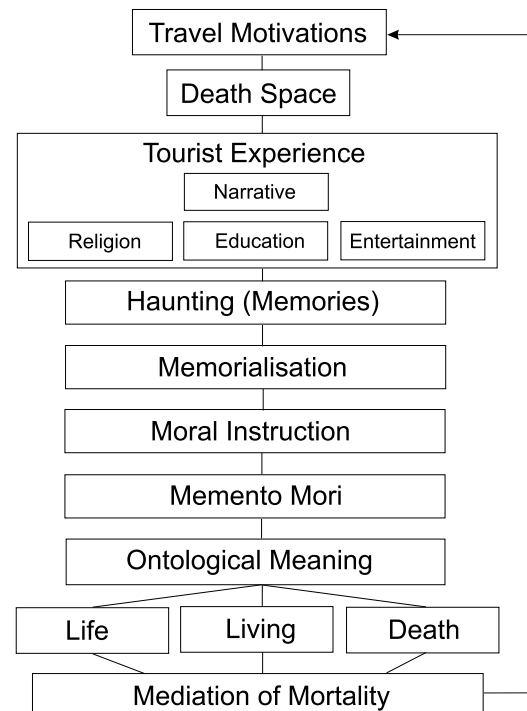 Travel Motivations
Death Space
Tourist Experience
Narrative
Religion
Education
Entertainment
Haunting (Memories)
Memorialisation
Moral Instruction
Memento Mori
Ontological Meaning
Life
Living
Death
Mediation of Mortality